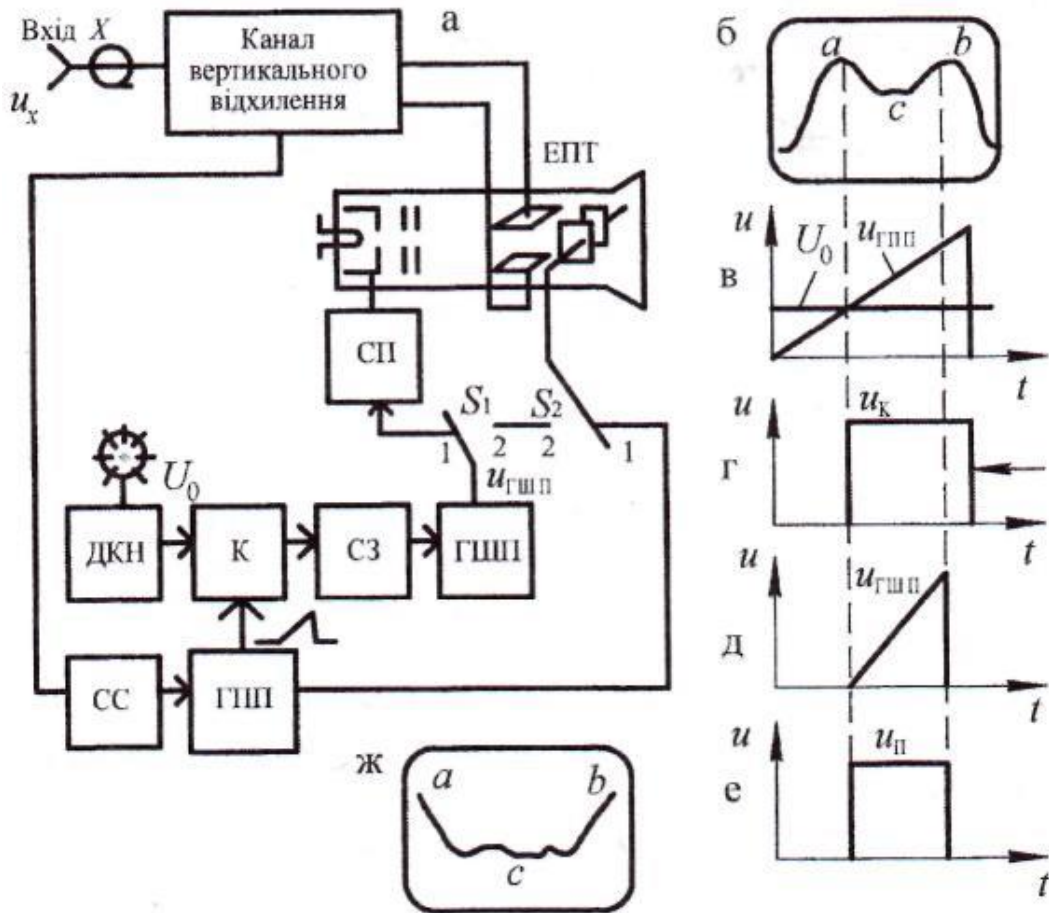 а
Вхід X
u_x
Канал
вертикального
відхилення
ЕПТ
СП
S_1 S_2
1 2 2 1
u_ГШП
U_0
ДКН
К
СЗ
ГШП
СС
ГПП
ж
a b
c
б
a b
c
в
u
U_0
u_ГПП
t
г
u
u_К
t
д
u
u_ГШП
t
е
u
u_П
t